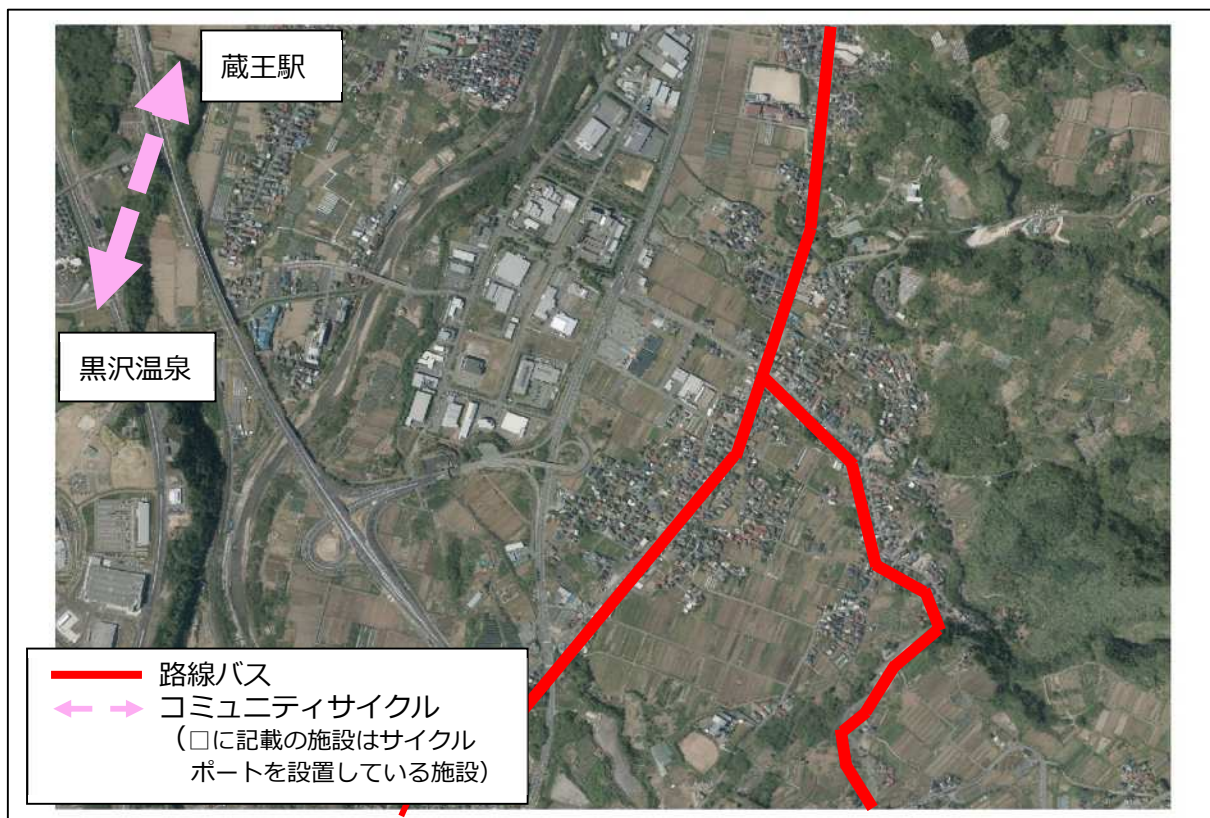 蔵王駅
黒沢温泉
路線バス
コミュニティサイクル
(□に記載の施設はサイクル
ポートを設置している施設)